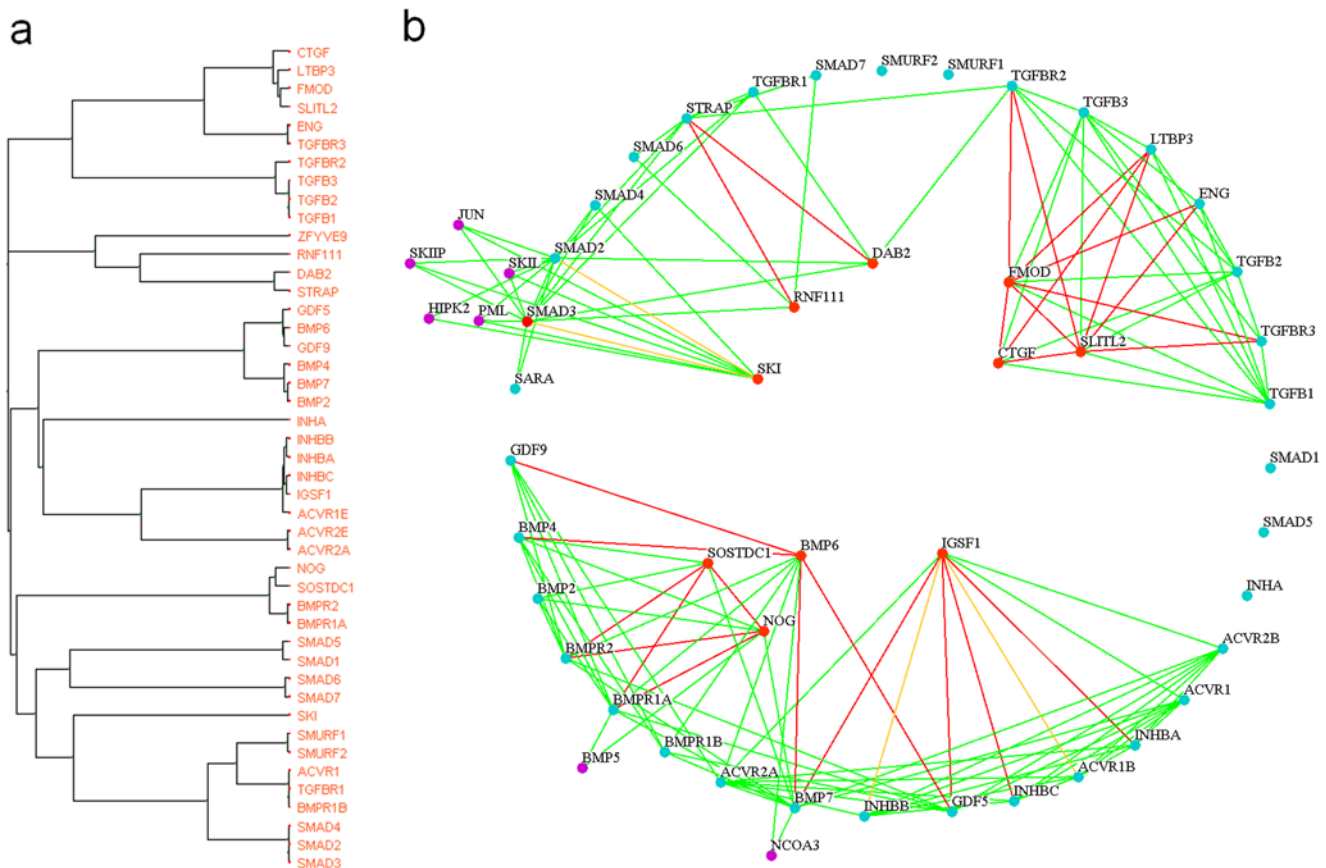 a
CTGF
LTBP3
FMOD
SLITL2
ENG
TGFBR3
TGFBR2
TGFB3
TGFB2
TGFB1
ZFYVE9
RNF111
DAB2
STRAP
GDF5
BMP6
GDF9
BMP4
BMP7
BMP2
INHA
INHBB
INHBA
INHBC
IGSF1
ACVR1E
ACVR2E
ACVR2A
NOG
SOSTDC1
BMPR2
BMPR1A
SMAD5
SMAD1
SMAD6
SMAD7
SKI
SMURF1
SMURF2
ACVR1
TGFBR1
BMPR1B
SMAD4
SMAD2
SMAD3
b
SMURF2
SMURF1
SMAD7
TGFBR1
TGFBR2
STRAP
TGFB3
LTBP3
SMAD6
SMAD4
ENG
JUN
SKIIP
SMAD2
SKIL
DAB2
TGFB2
FMOD
RNF111
HIPK2
PML
SMAD3
TGFBR3
SLITL2
CTGF
SKI
SARA
TGFB1
GDF9
SMAD1
BMP4
SMAD5
SOSTDC1
BMP6
IGSF1
BMP2
INHA
NOG
BMPR2
ACVR2B
BMPR1A
ACVR1
BMPR1B
INHBA
BMP5
ACVR2A
ACVR1B
BMP7
INHBB
GDF5
INHBC
NCOA3